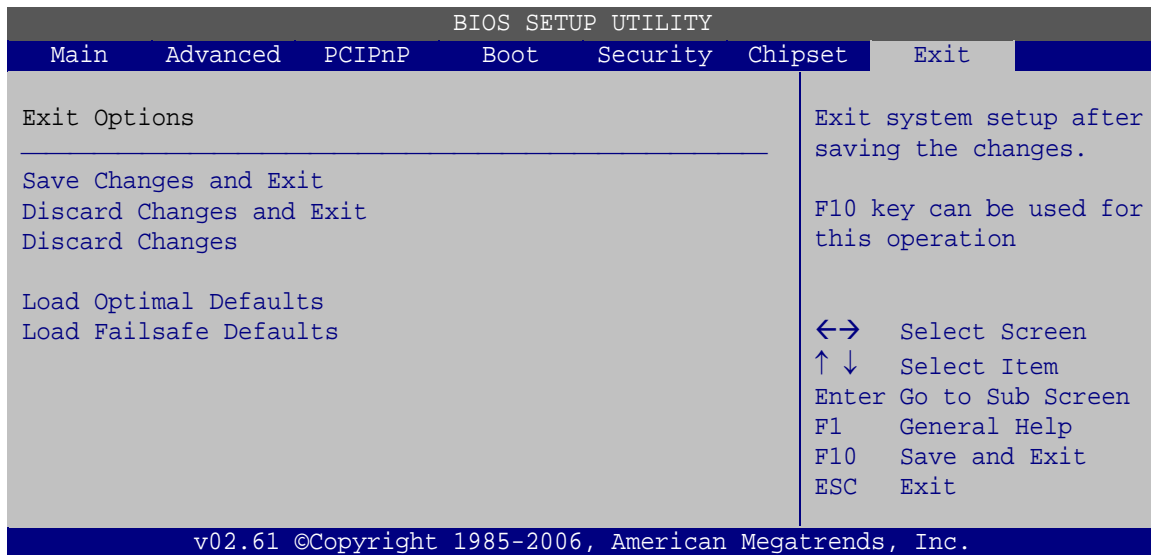 BIOS SETUP UTILITY
Main Advanced PCIPnP Boot Security Chipset Exit
Exit Options
Save Changes and Exit
Discard Changes and Exit
Discard Changes
Load Optimal Defaults
Load Failsafe Defaults
Exit system setup after
saving the changes.
F10 key can be used for
this operation
←→ Select Screen
↑ ↓ Select Item
Enter Go to Sub Screen
F1 General Help
F10 Save and Exit
ESC Exit
v02.61 ©Copyright 1985-2006, American Megatrends, Inc.